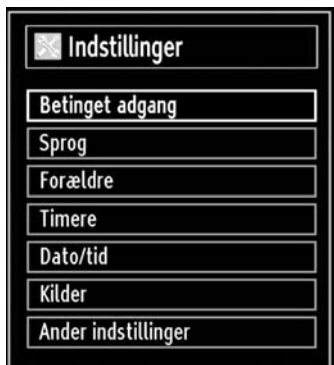 Indstillinger
Betinget adgang
Sprog
Forældre
Timere
Dato/tid
Kilder
Ander indstillinger